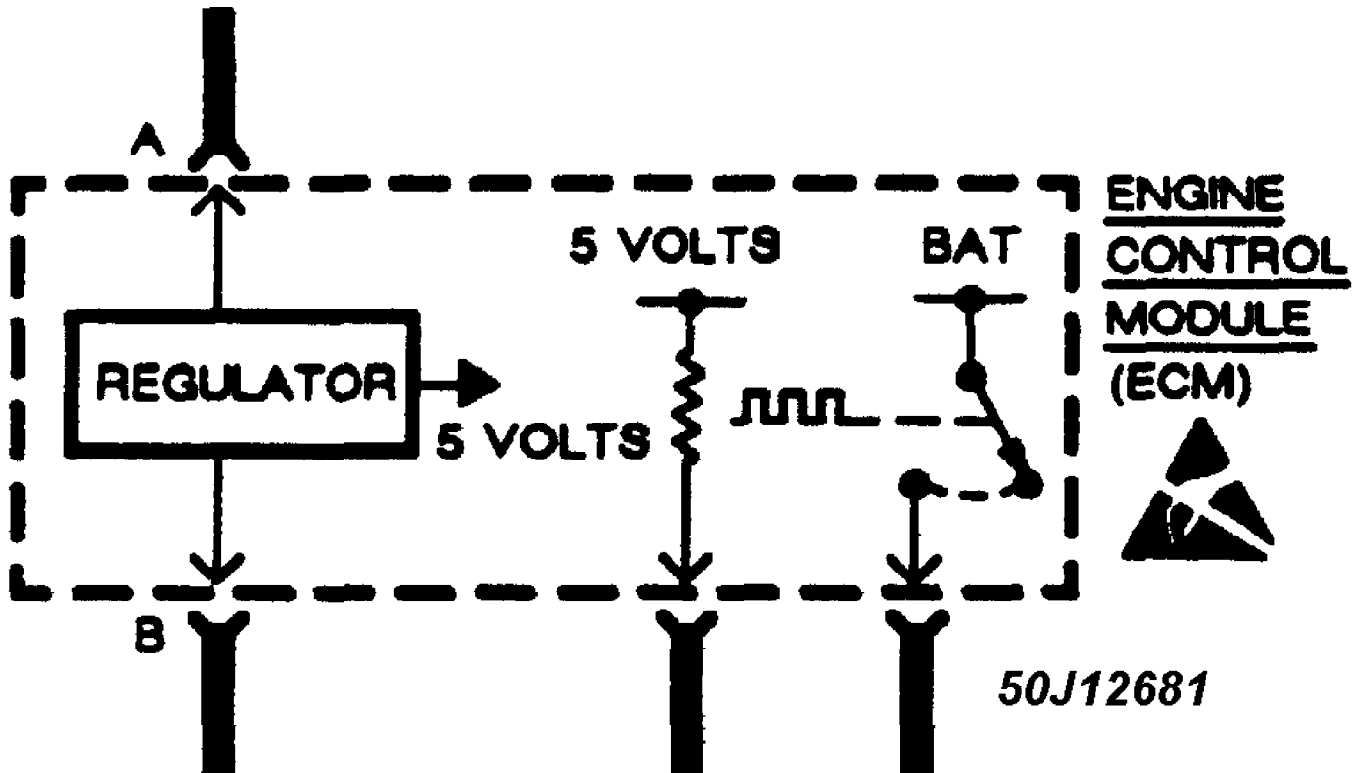 A
ENGINE
CONTROL
MODULE
(ECM)
5 VOLTS
BAT
REGULATOR
5 VOLTS
B
50J12681